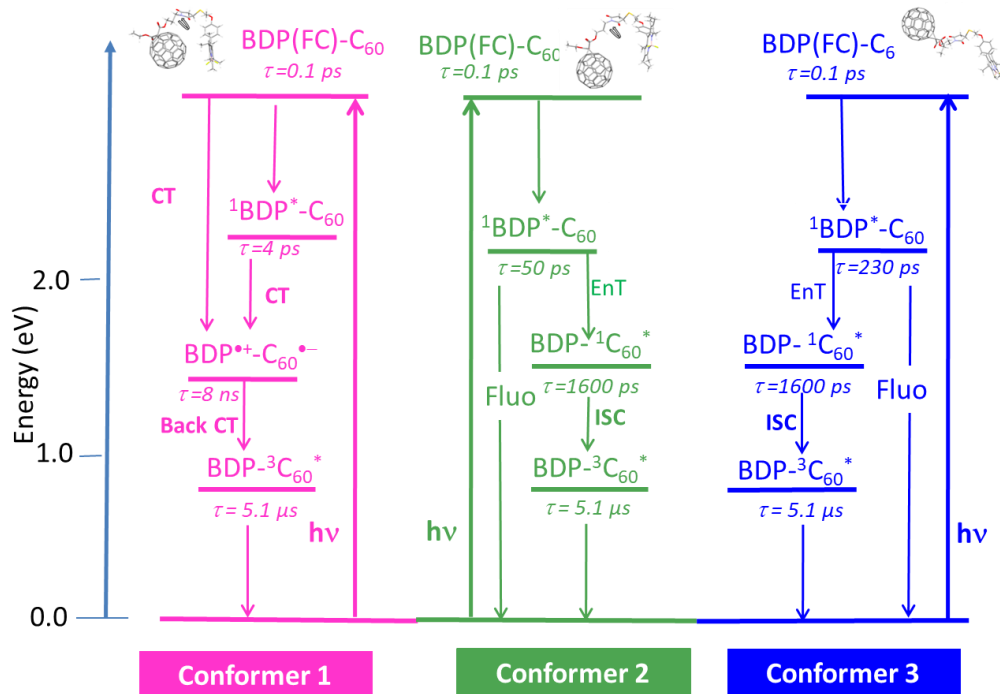 Energy (eV)
2.0
1.0
0.0
BDP(FC)-C60
τ=0.1 ps
CT
1BDP*-C60
τ=4 ps
CT
BDP•+-C60•–
τ=8 ns
Back CT
BDP-3C60*
τ= 5.1 µs
hν
Conformer 1
BDP(FC)-C60
τ=0.1 ps
1BDP*-C60
τ=50 ps
EnT
BDP- 1C60*
τ=1600 ps
Fluo
ISC
BDP-3C60*
τ= 5.1 µs
hν
Conformer 2
BDP(FC)-C6
τ=0.1 ps
1BDP*-C60
τ=230 ps
EnT
BDP- 1C60*
τ=1600 ps
Fluo
ISC
BDP-3C60*
τ= 5.1 µs
hν
Conformer 3